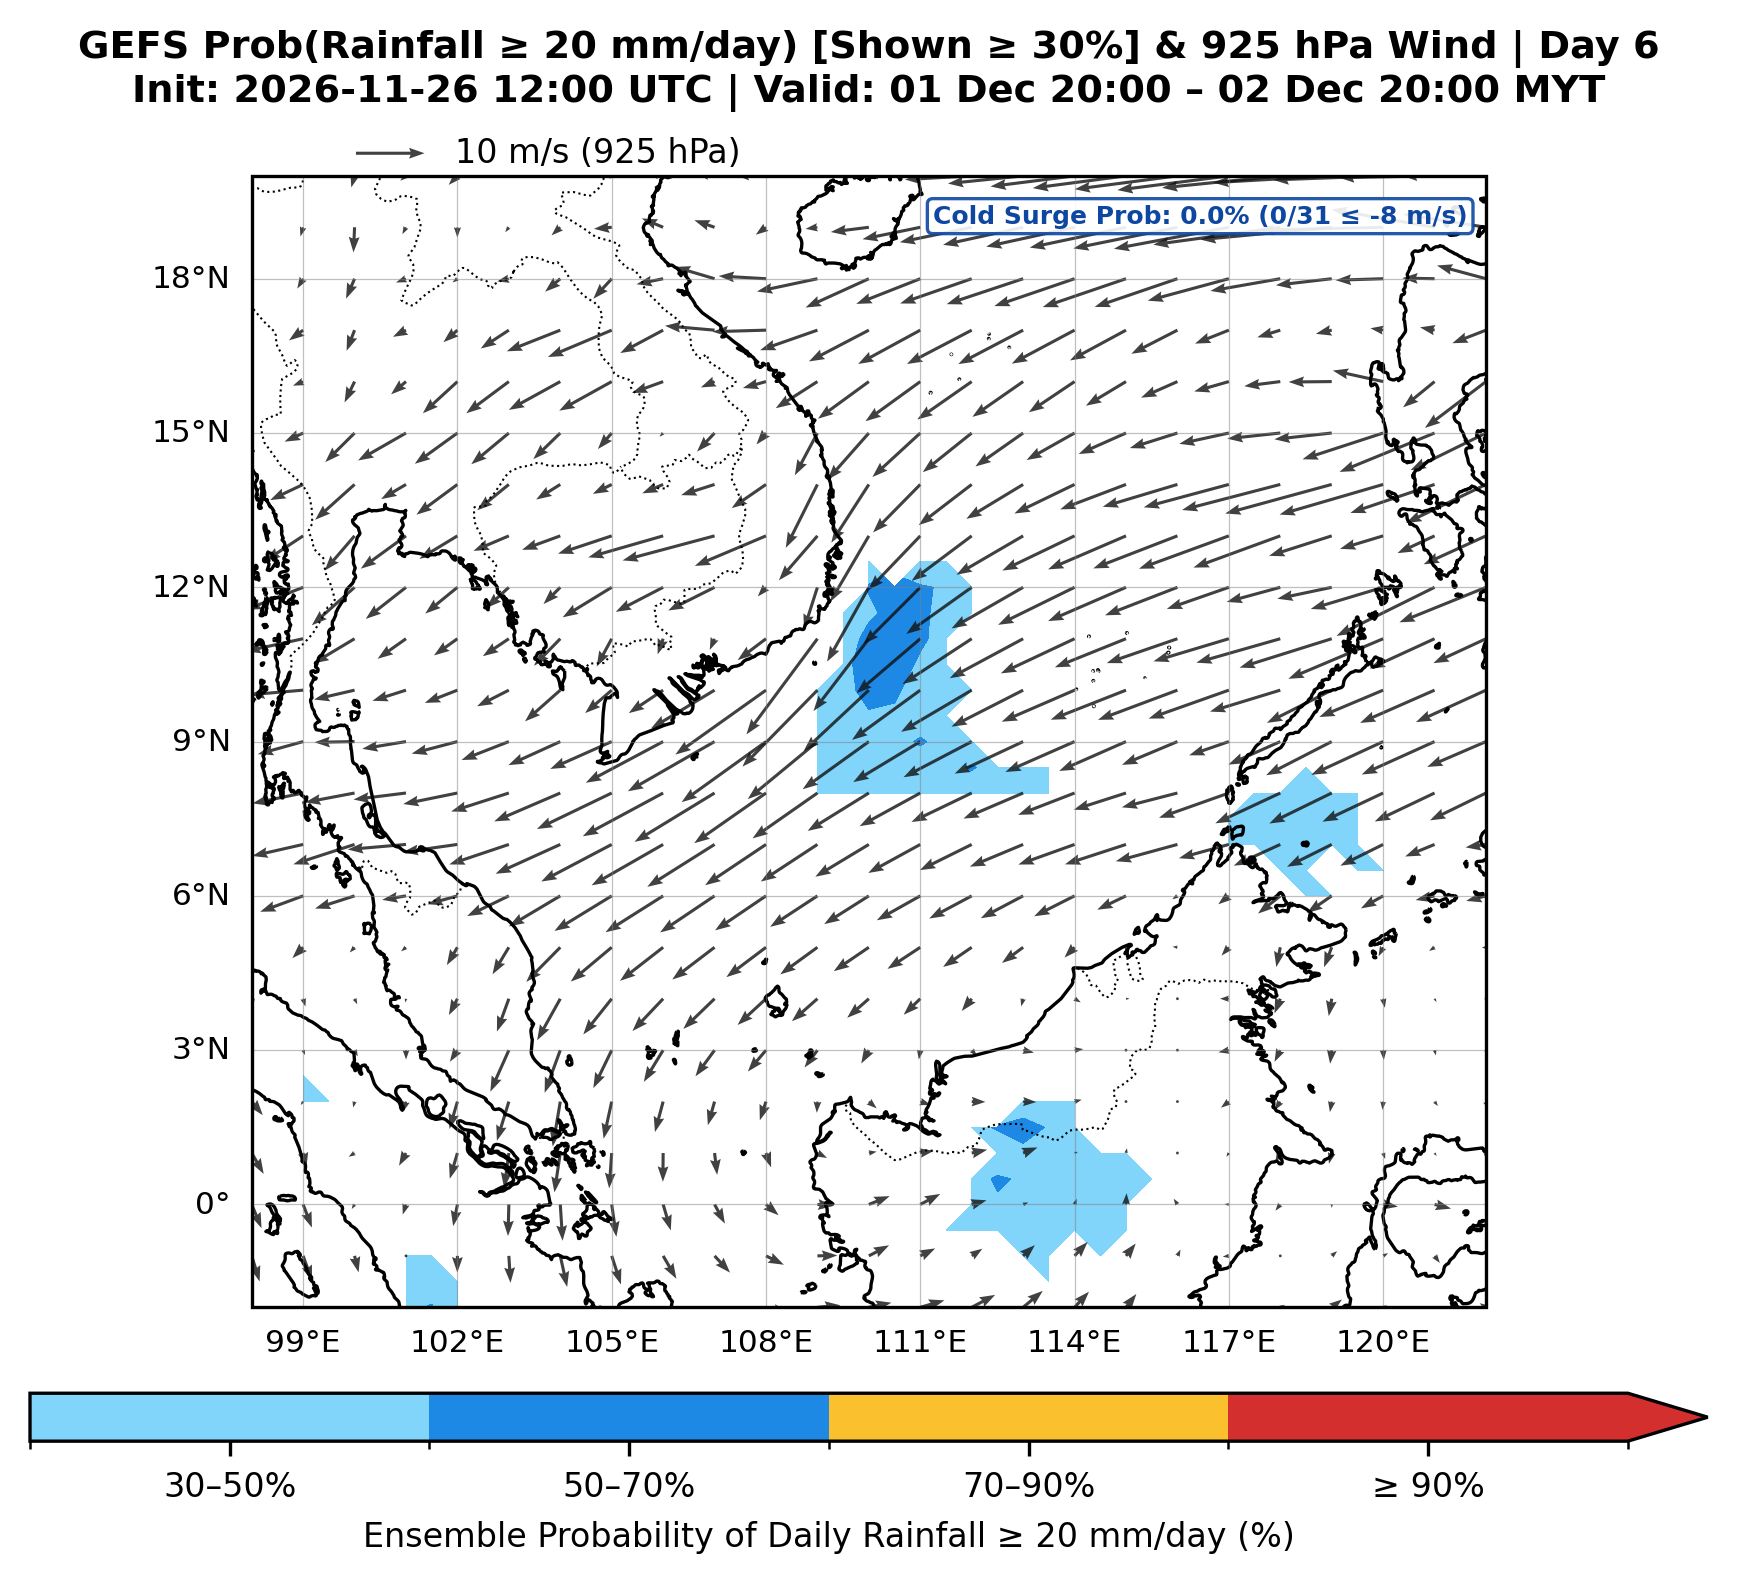 GEFS Prob(Rainfall ≥ 20 mm/day) [Shown ≥ 30%] & 925 hPa Wind | Day 6
Init: 2026-11-26 12:00 UTC | Valid: 01 Dec 20:00 – 02 Dec 20:00 MYT
10 m/s (925 hPa)
Cold Surge Prob: 0.0% (0/31 ≤ -8 m/s)
18°N
15°N
12°N
9°N
6°N
3°N
0°
99°E 102°E 105°E 108°E 111°E 114°E 117°E 120°E
30–50% 50–70% 70–90% ≥ 90%
Ensemble Probability of Daily Rainfall ≥ 20 mm/day (%)